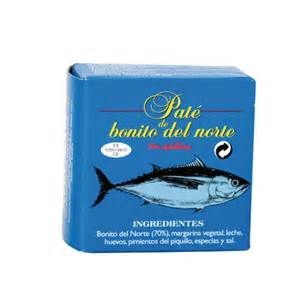 Paté
de
bonito del norte
Sin Aditivos
INGREDIENTES
Bonito del Norte (70%), margarina vegetal, leche,
huevos, pimientos del piquillo, especias y sal.